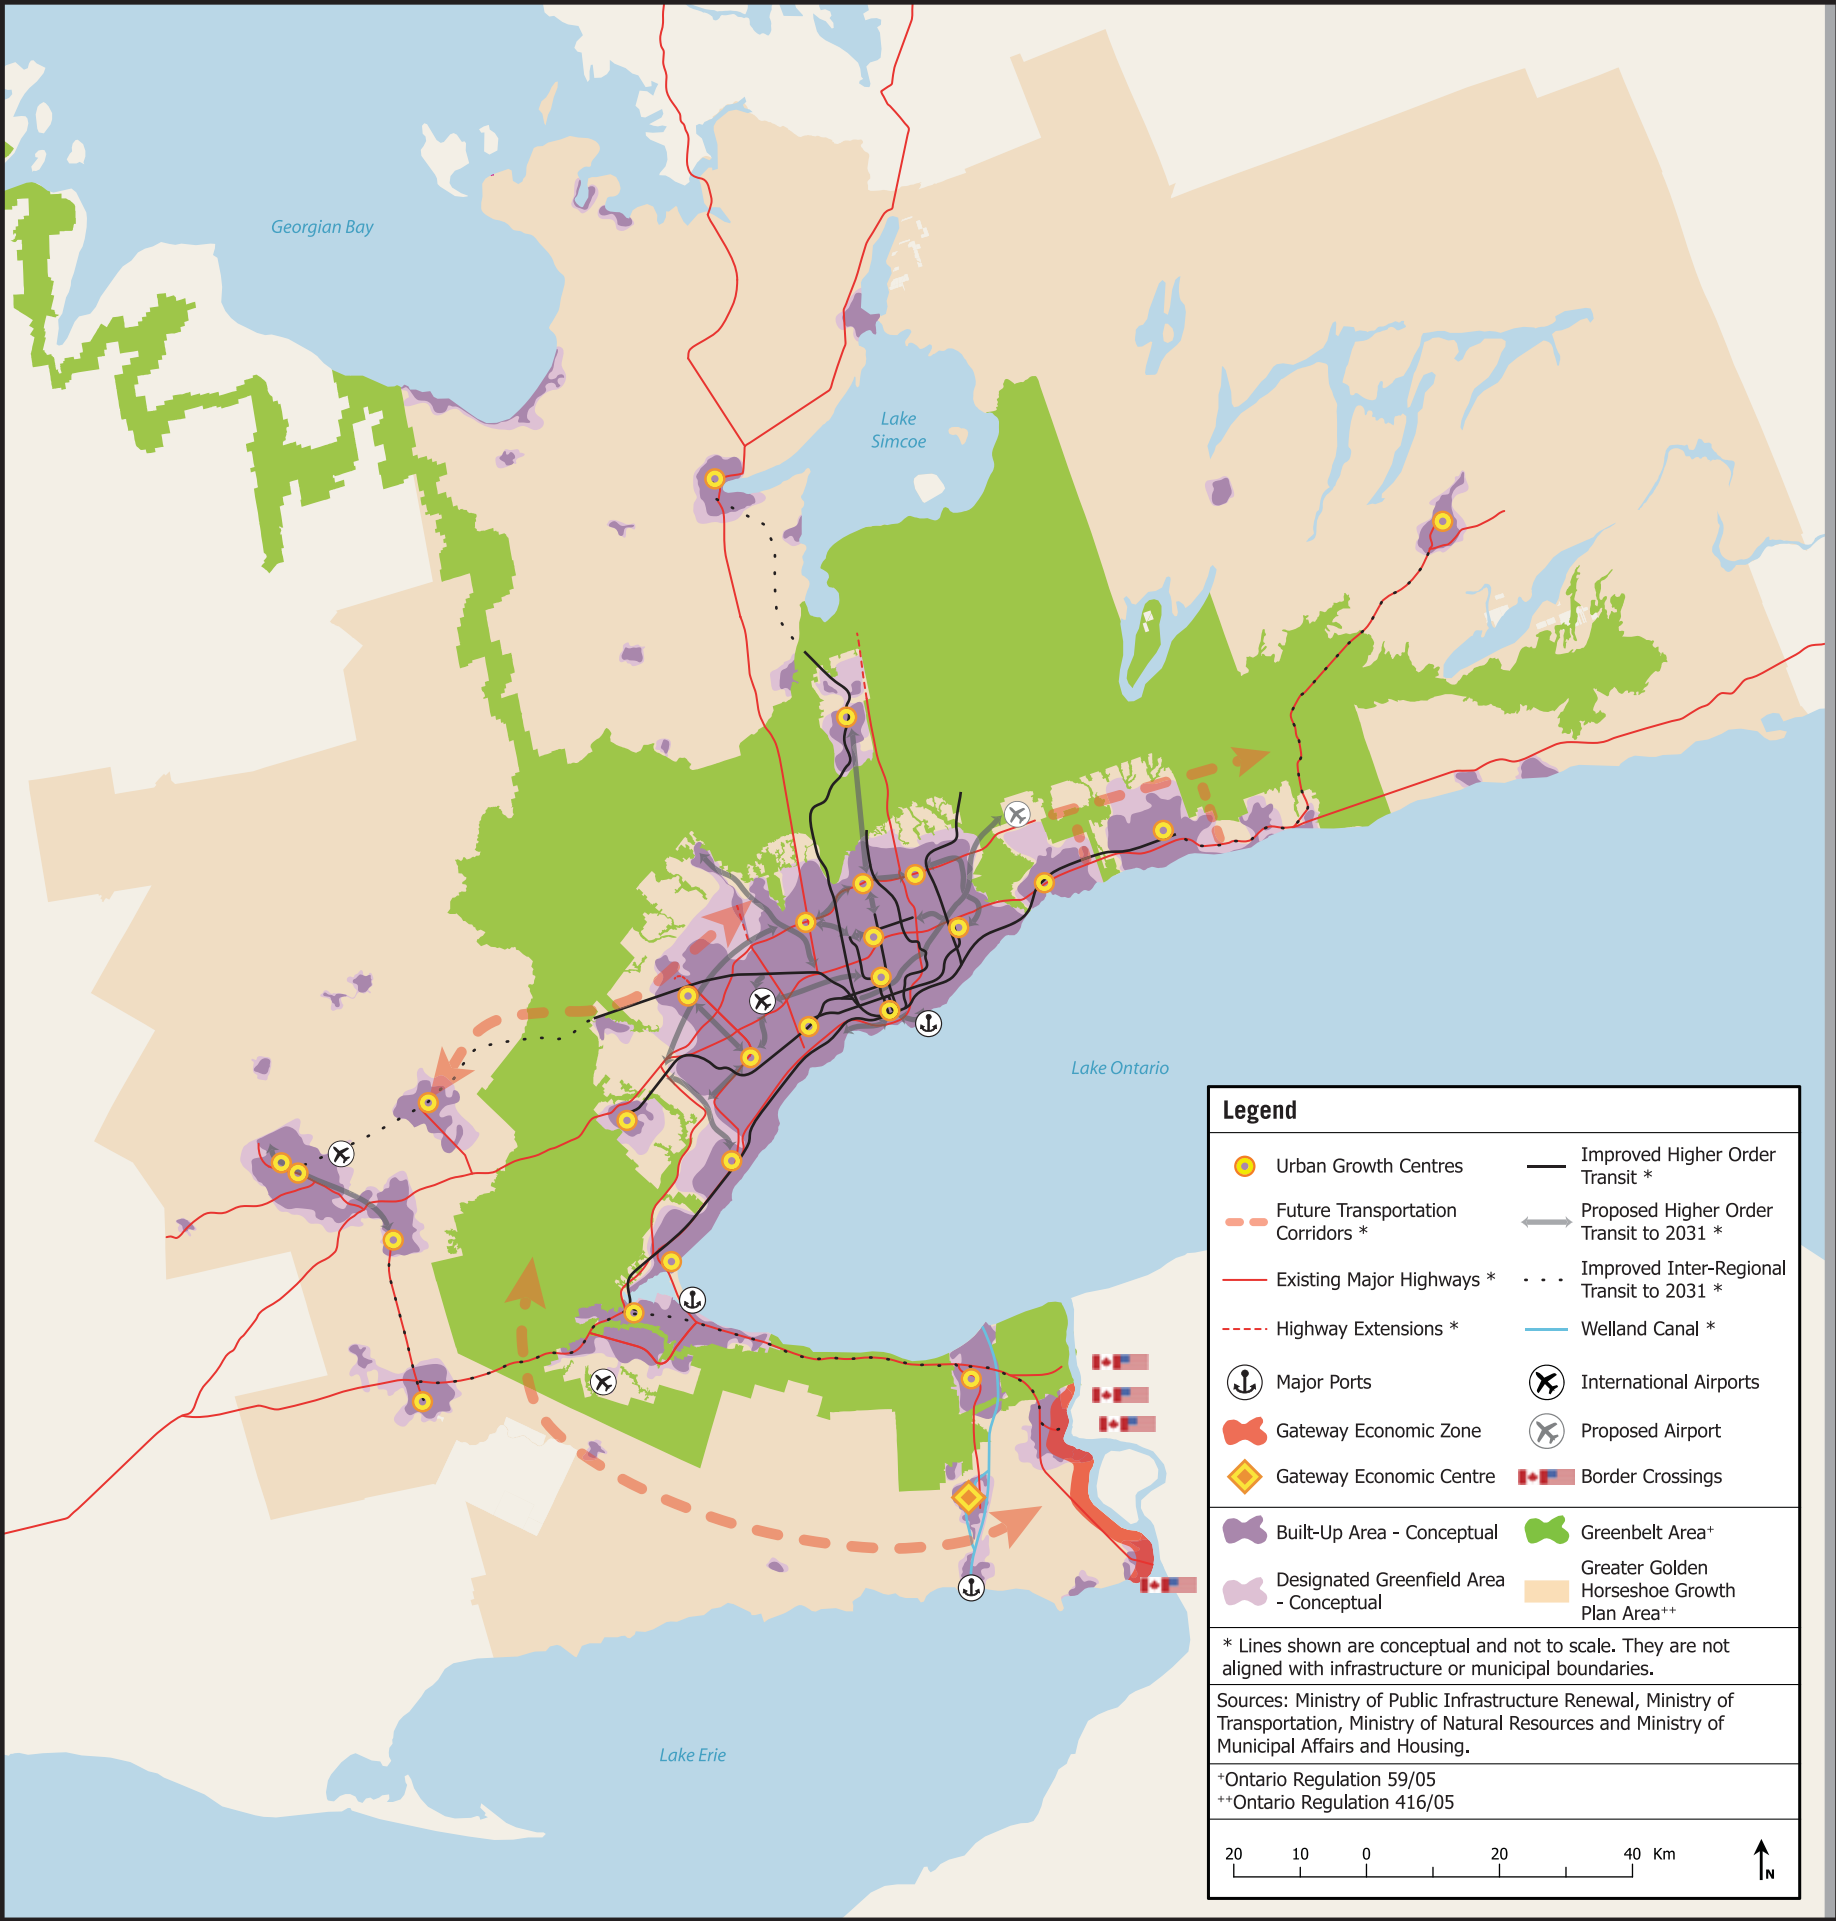 Georgian Bay
Lake
Simcoe
Lake Ontario
Lake Erie
Legend
Urban Growth Centres
Improved Higher Order
Transit *
Future Transportation
Corridors *
Proposed Higher Order
Transit to 2031 *
Existing Major Highways *
Improved Inter-Regional
Transit to 2031 *
Highway Extensions *
Welland Canal *
Major Ports
International Airports
Gateway Economic Zone
Proposed Airport
Gateway Economic Centre
Border Crossings
Built-Up Area - Conceptual
Greenbelt Area+
Designated Greenfield Area
- Conceptual
Greater Golden
Horseshoe Growth
Plan Area++
* Lines shown are conceptual and not to scale. They are not
aligned with infrastructure or municipal boundaries.
Sources: Ministry of Public Infrastructure Renewal, Ministry of
Transportation, Ministry of Natural Resources and Ministry of
Municipal Affairs and Housing.
+Ontario Regulation 59/05
++Ontario Regulation 416/05
20 10 0 20 40 Km
N